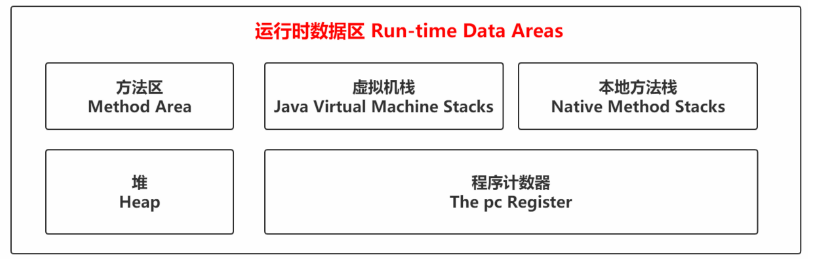 运行时数据区 Run-time Data Areas
方法区
Method Area
虚拟机栈
Java Virtual Machine Stacks
本地方法栈
Native Method Stacks
堆
Heap
程序计数器
The pc Register